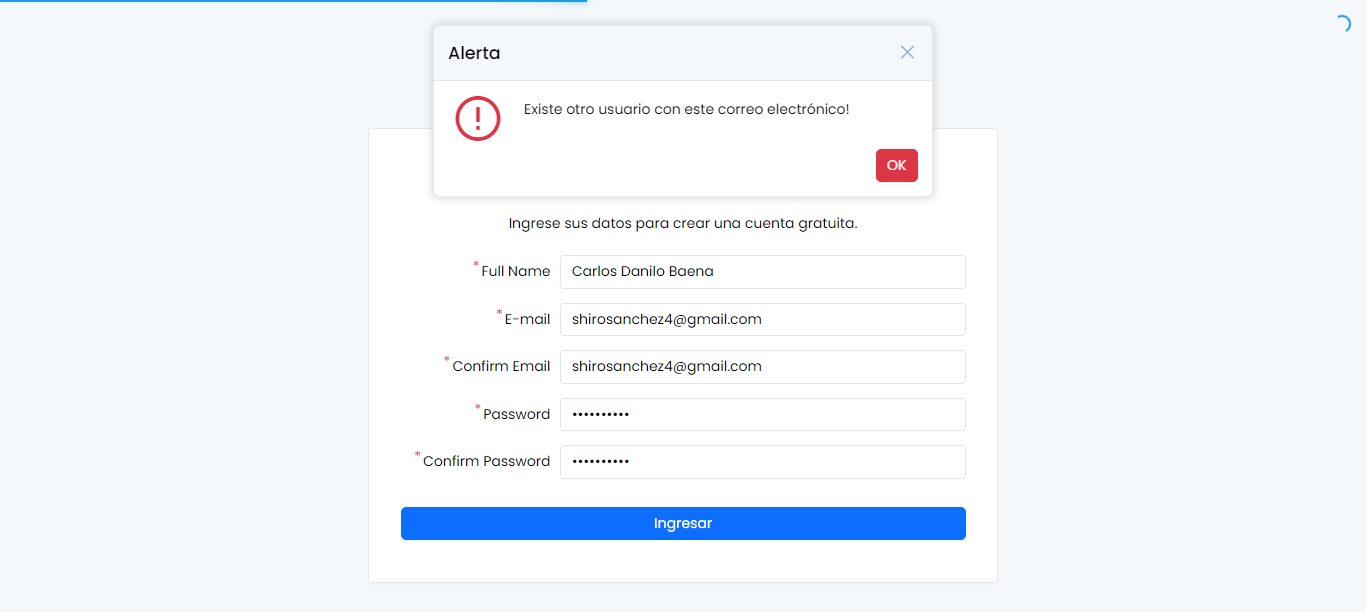 Alerta
Existe otro usuario con este correo electrónico!
OK
Ingrese sus datos para crear una cuenta gratuita.
* Full Name Carlos Danilo Baena
* E-mail shirosanchez4@gmail.com
* Confirm Email shirosanchez4@gmail.com
* Password ••••••••••
* Confirm Password ••••••••••
Ingresar